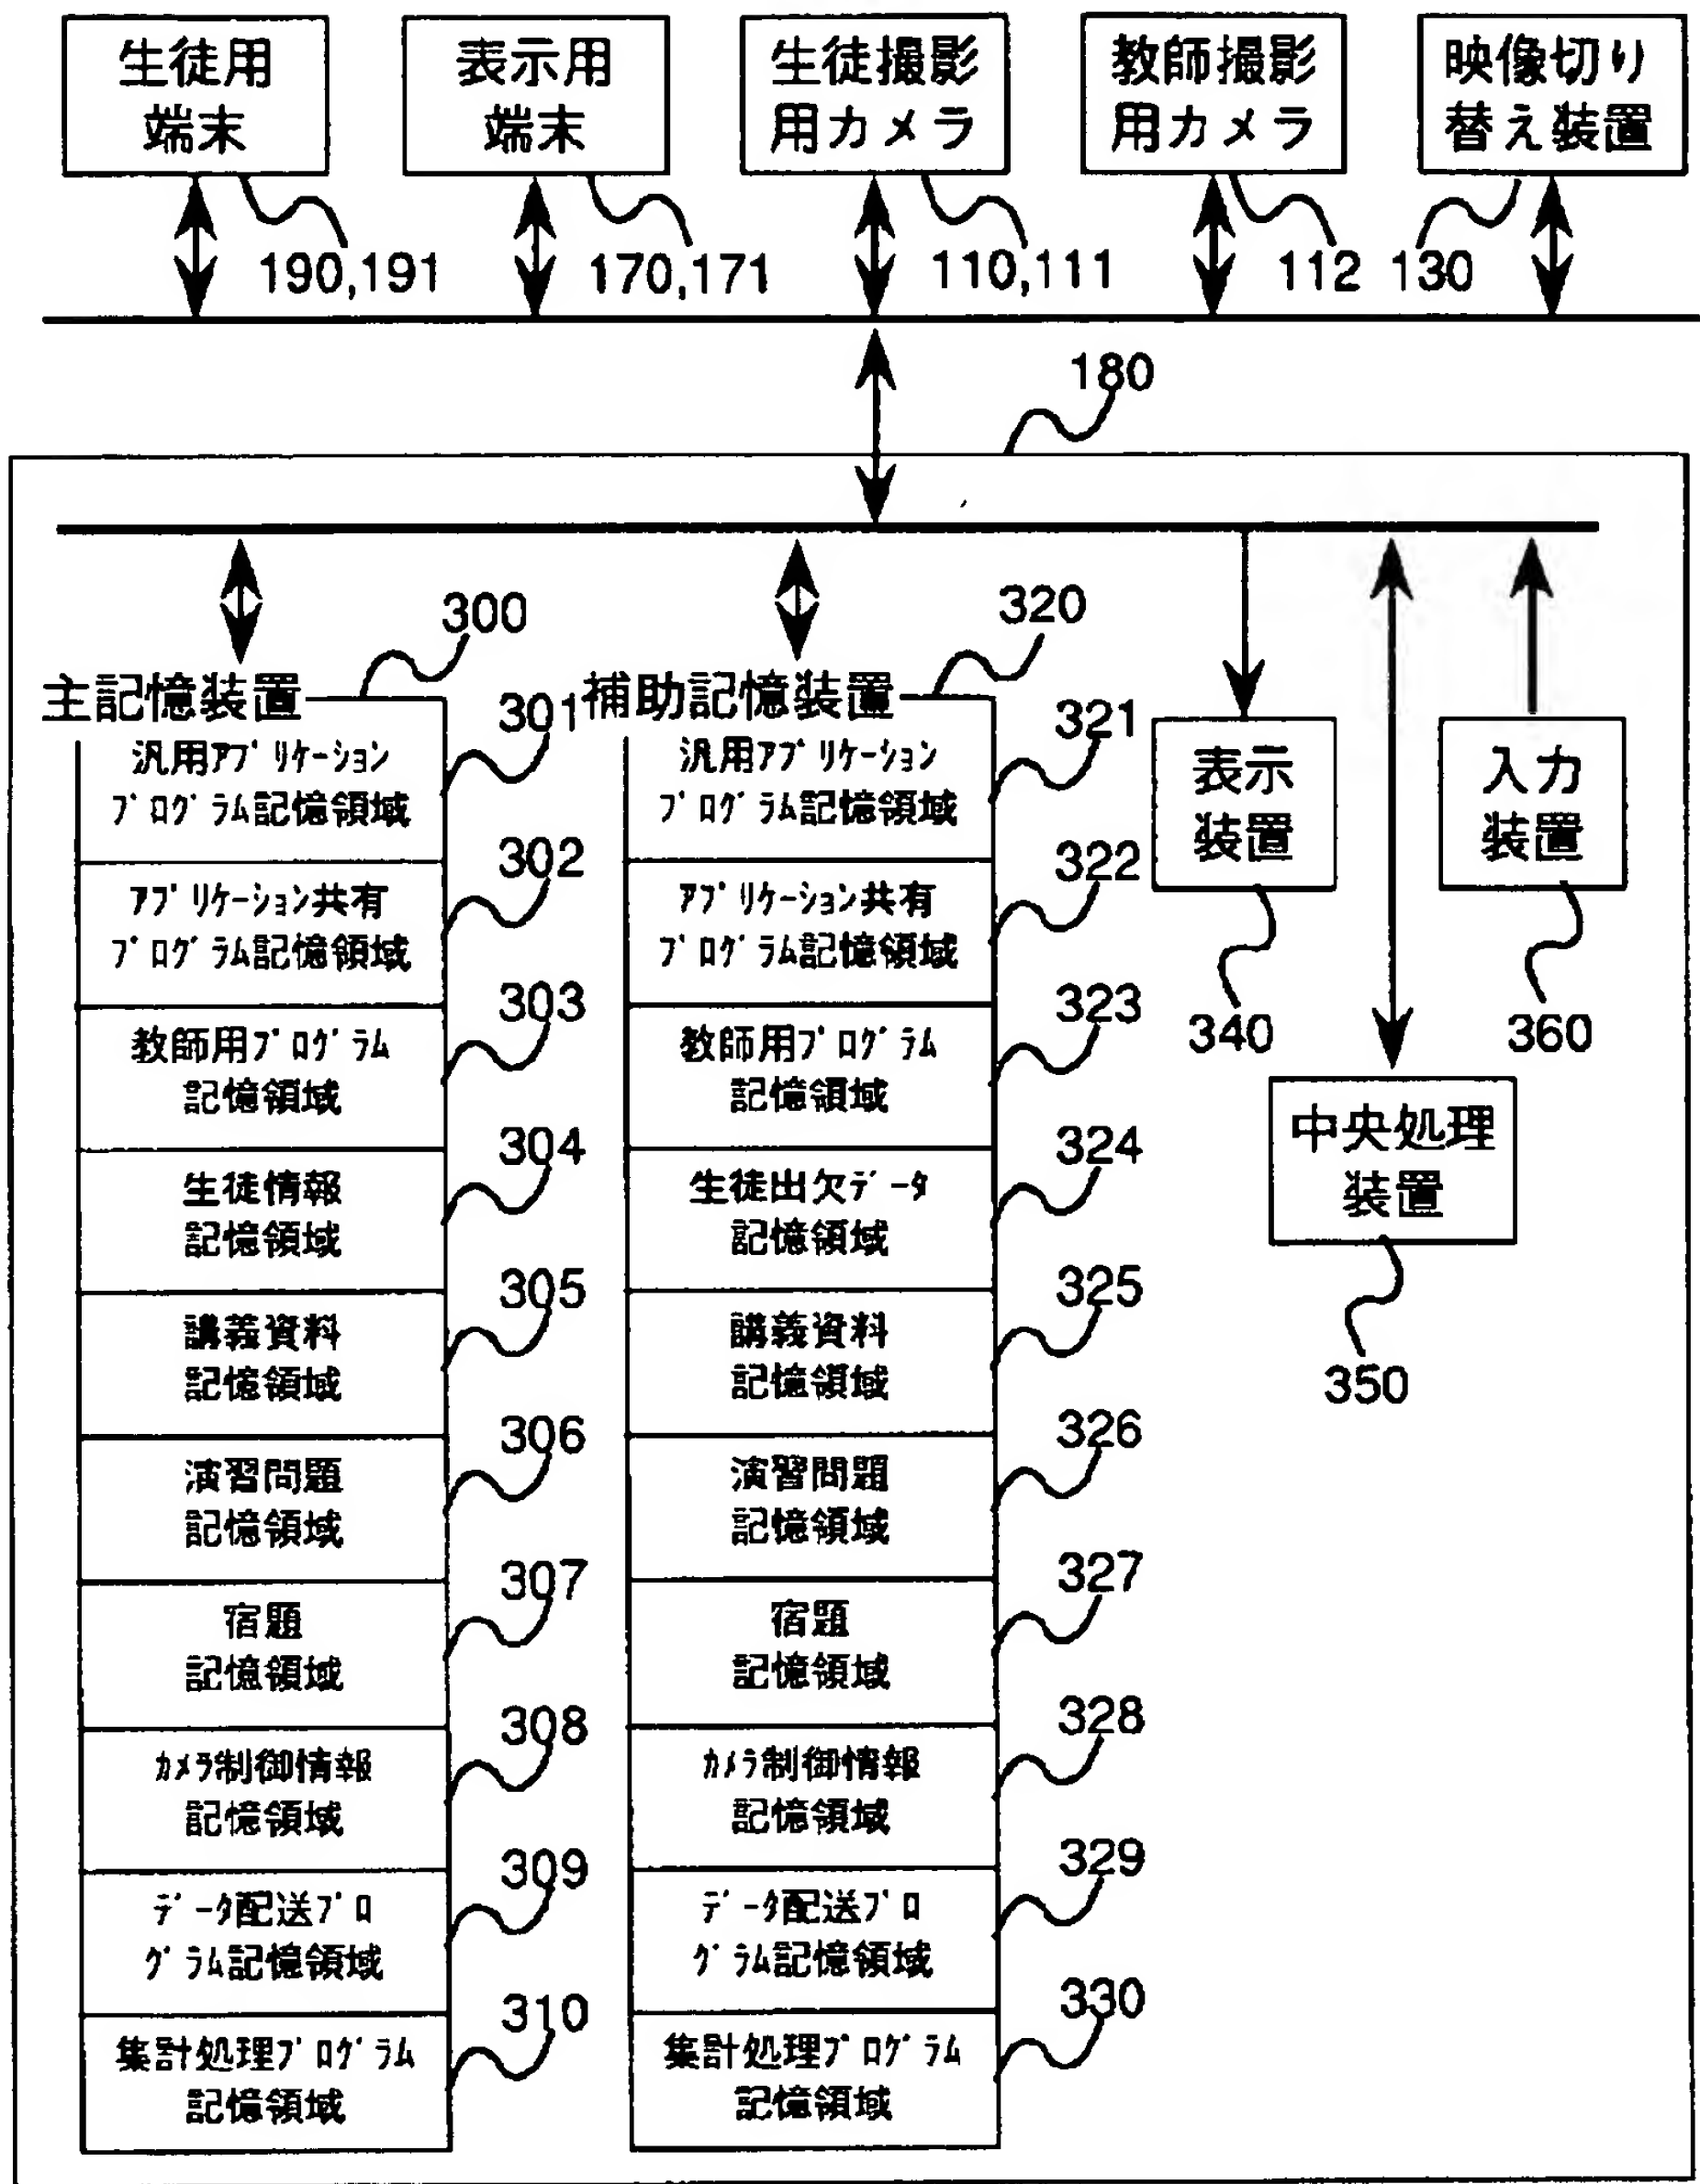 生徒用
端末
表示用
端末
生徒撮影
用カメラ
教師撮影
用カメラ
映像切り
替え装置
190,191
170,171
110,111
112
130
180
300
主記憶装置
301
汎用ｱﾌﾟﾘｹｰｼｮﾝ
ﾌﾟﾛｸﾞﾗﾑ記憶領域
302
ｱﾌﾟﾘｹｰｼｮﾝ共有
ﾌﾟﾛｸﾞﾗﾑ記憶領域
303
教師用ﾌﾟﾛｸﾞﾗﾑ
記憶領域
304
生徒情報
記憶領域
305
講義資料
記憶領域
306
演習問題
記憶領域
307
宿題
記憶領域
308
ｶﾒﾗ制御情報
記憶領域
309
ﾃﾞｰﾀ配送ﾌﾟﾛ
ｸﾞﾗﾑ記憶領域
310
集計処理ﾌﾟﾛｸﾞﾗﾑ
記憶領域
320
補助記憶装置
321
汎用ｱﾌﾟﾘｹｰｼｮﾝ
ﾌﾟﾛｸﾞﾗﾑ記憶領域
322
ｱﾌﾟﾘｹｰｼｮﾝ共有
ﾌﾟﾛｸﾞﾗﾑ記憶領域
323
教師用ﾌﾟﾛｸﾞﾗﾑ
記憶領域
324
生徒出欠ﾃﾞｰﾀ
記憶領域
325
講義資料
記憶領域
326
演習問題
記憶領域
327
宿題
記憶領域
328
ｶﾒﾗ制御情報
記憶領域
329
ﾃﾞｰﾀ配送ﾌﾟﾛ
ｸﾞﾗﾑ記憶領域
330
集計処理ﾌﾟﾛｸﾞﾗﾑ
記憶領域
表示
装置
340
入力
装置
360
中央処理
装置
350